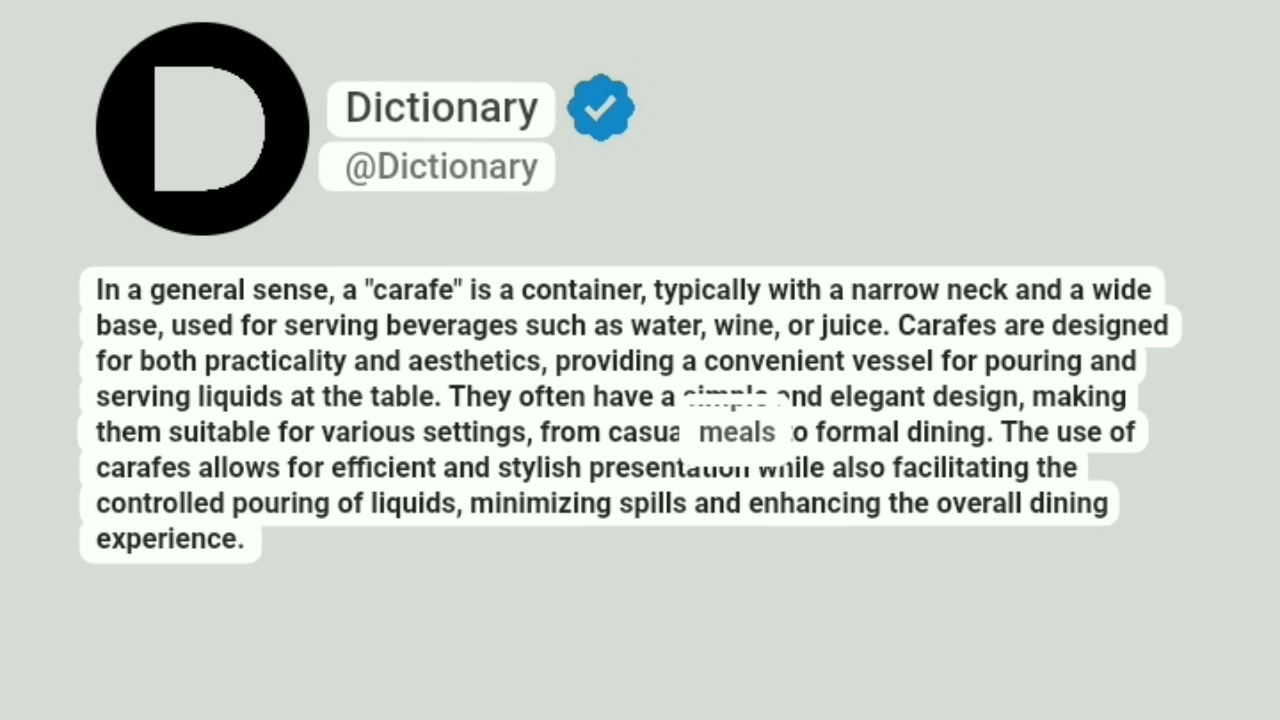 Dictionary
@Dictionary
In a general sense, a "carafe" is a container, typically with a narrow neck and a wide
base, used for serving beverages such as water, wine, or juice. Carafes are designed
for both practicality and aesthetics, providing a convenient vessel for pouring and
serving liquids at the table. They often have a simple and elegant design, making
them suitable for various settings, from casual meals to formal dining. The use of
carafes allows for efficient and stylish presentation while also facilitating the
controlled pouring of liquids, minimizing spills and enhancing the overall dining
experience.